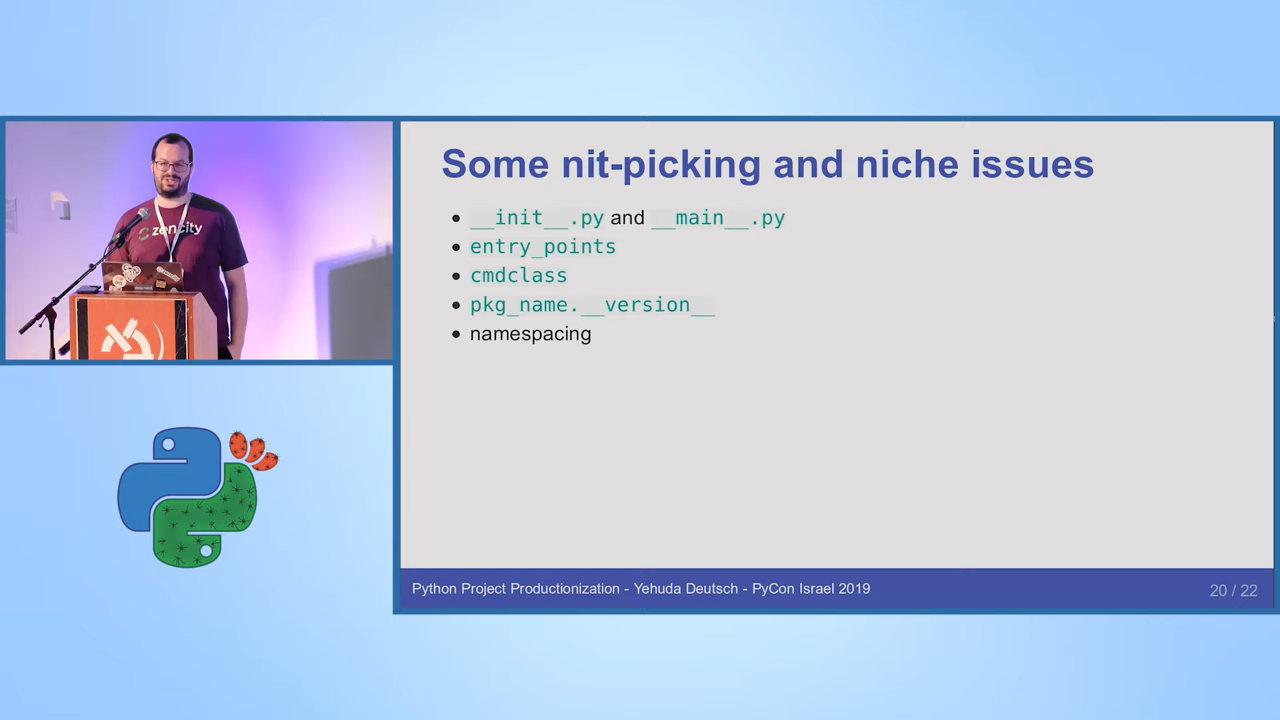 zencity
Some nit-picking and niche issues
__init__.py and __main__.py
entry_points
cmdclass
pkg_name.__version__
namespacing
Python Project Productionization - Yehuda Deutsch - PyCon Israel 2019
20 / 22